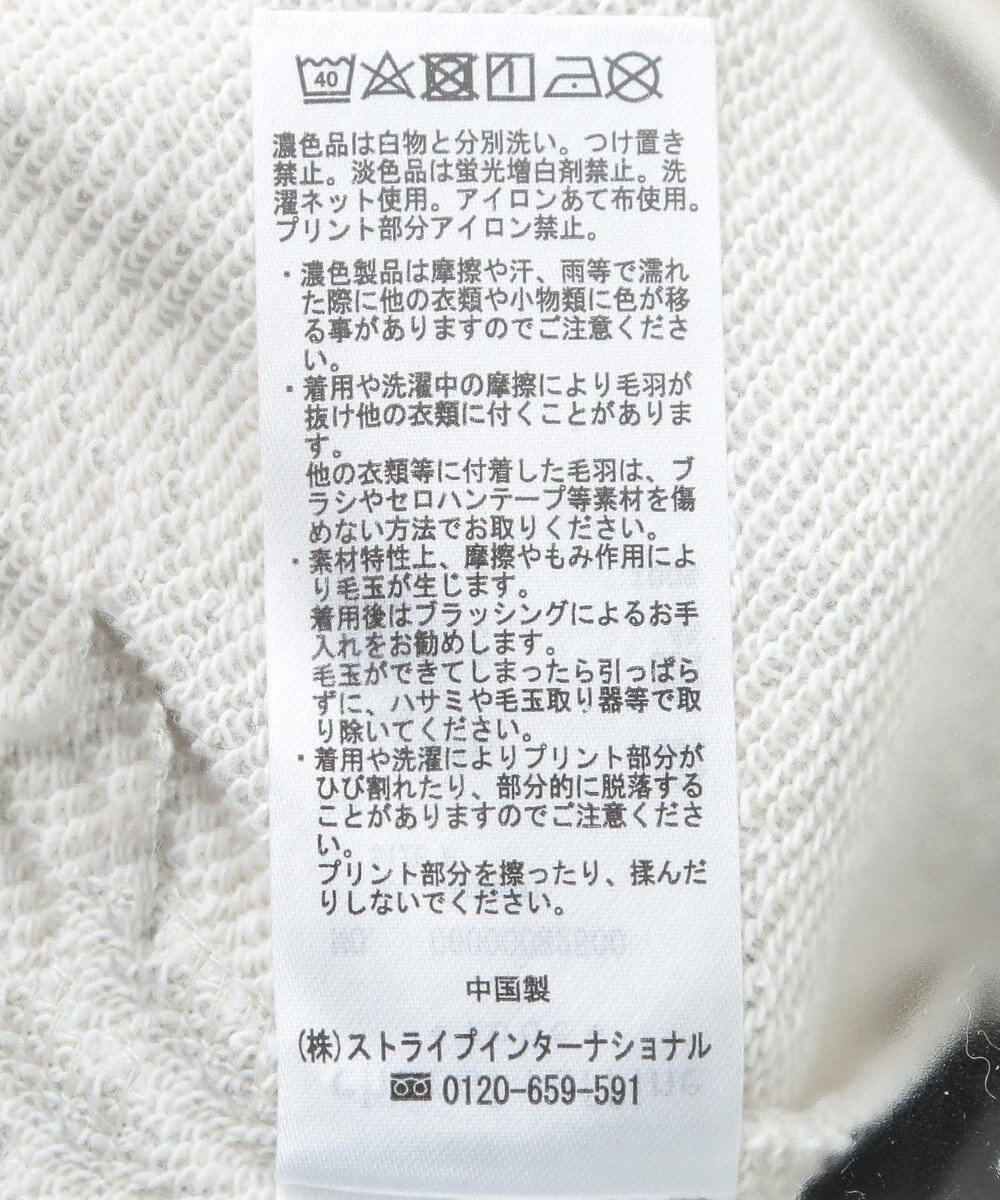 40
濃色品は白物と分別洗い。つけ置き
禁止。淡色品は蛍光増白剤禁止。洗
濯ネット使用。アイロンあて布使用。
プリント部分アイロン禁止。
・濃色製品は摩擦や汗、雨等で濡れ
た際に他の衣類や小物類に色が移
る事がありますのでご注意くださ
い。
・着用や洗濯中の摩擦により毛羽が
抜け他の衣類に付くことがありま
す。
他の衣類等に付着した毛羽は、ブ
ラシやセロハンテープ等素材を傷
めない方法でお取りください。
・素材特性上、摩擦やもみ作用によ
り毛玉が生じます。
着用後はブラッシングによるお手
入れをお勧めします。
毛玉ができてしまったら引っぱら
ずに、ハサミや毛玉取り器等で取
り除いてください。
・着用や洗濯によりプリント部分が
ひび割れたり、部分的に脱落する
ことがありますのでご注意くださ
い。
プリント部分を擦ったり、揉んだ
りしないでください。
中国製
(株)ストライプインターナショナル
0120-659-591